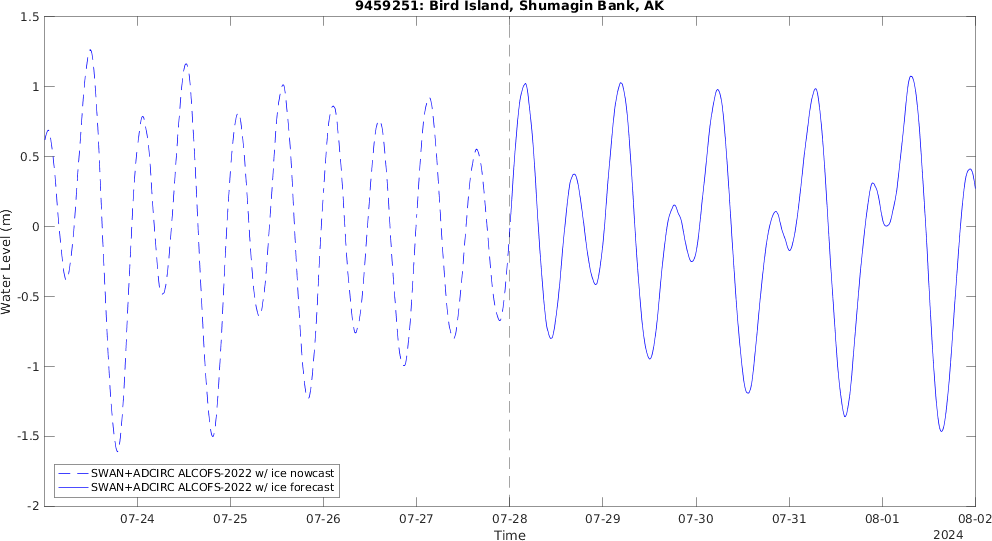 9459251: Bird Island, Shumagin Bank, AK
1.5
1
0.5
0
-0.5
-1
-1.5
-2
Water Level (m)
SWAN+ADCIRC ALCOFS-2022 w/ ice nowcast
SWAN+ADCIRC ALCOFS-2022 w/ ice forecast
07-24 07-25 07-26 07-27 07-28 07-29 07-30 07-31 08-01 08-02
Time
2024